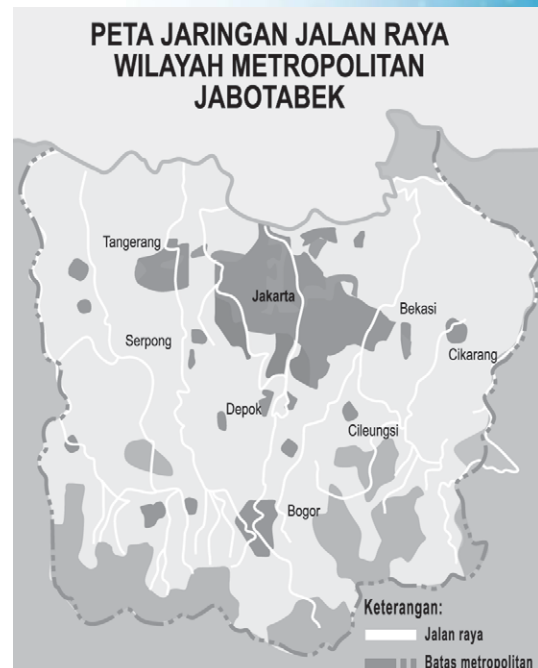 PETA JARINGAN JALAN RAYA
WILAYAH METROPOLITAN
JABOTABEK
Tangerang
Jakarta
Bekasi
Serpong
Cikarang
Depok
Cileungsi
Bogor
Keterangan:
Jalan raya
Batas metropolitan